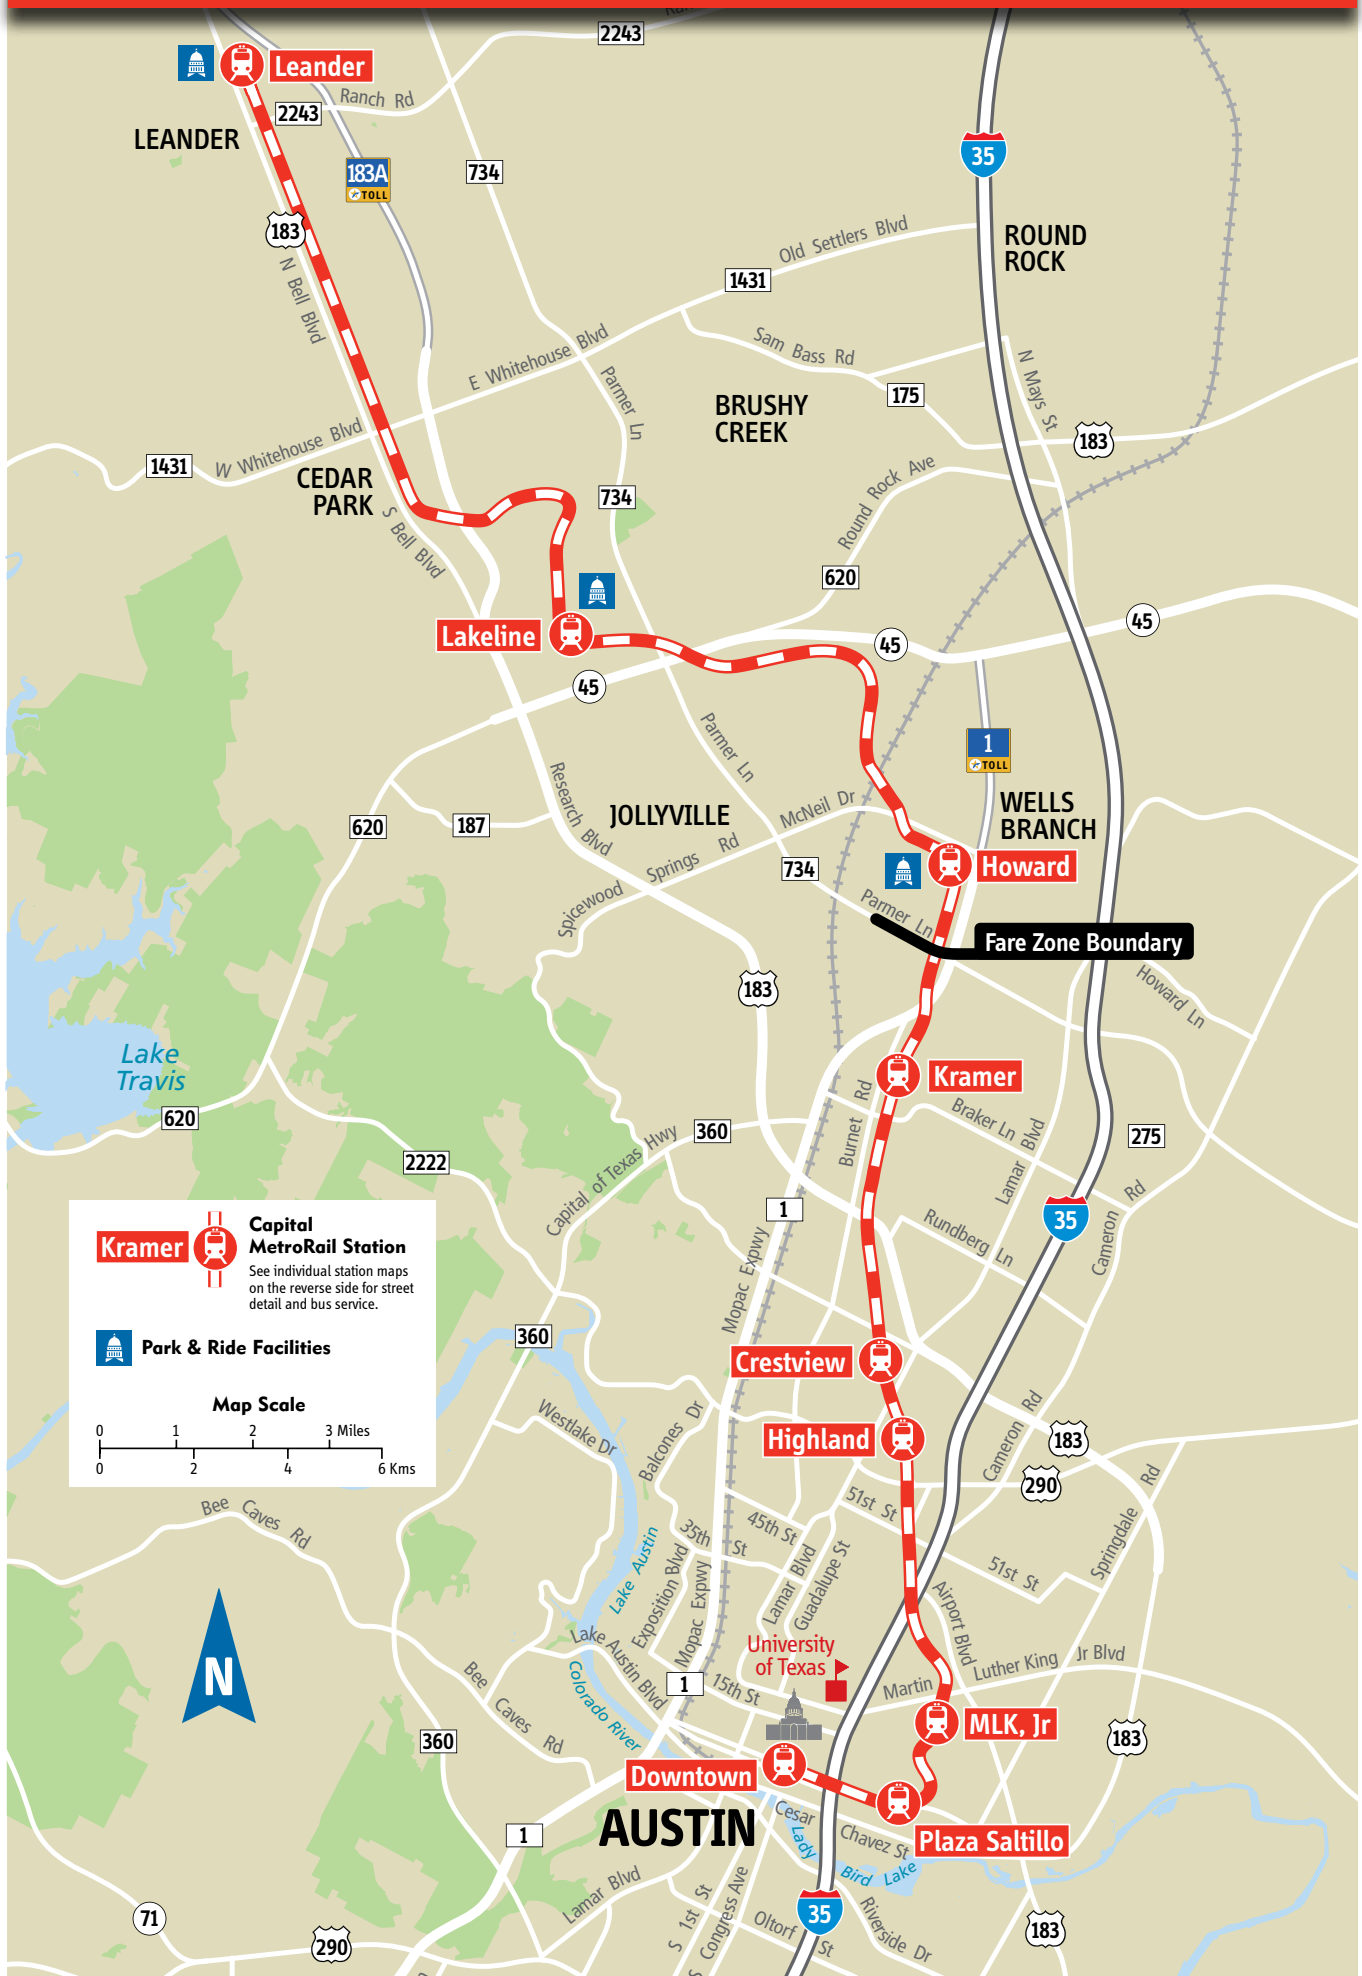 2243
Leander
2243
Ranch Rd
LEANDER
183A
TOLL
734
35
183
N Bell Blvd
Old Settlers Blvd
ROUND
ROCK
1431
E Whitehouse Blvd
Sam Bass Rd
N Mays St
Parmer Ln
BRUSHY
CREEK
175
183
W Whitehouse Blvd
1431
CEDAR
PARK
Round Rock Ave
734
S Bell Blvd
620
Lakeline
45
45
45
Parmer Ln
1
TOLL
Research Blvd
JOLLYVILLE
McNeil Dr
WELLS
BRANCH
620
187
Spicewood Springs Rd
734
Howard
Parmer Ln
Fare Zone Boundary
Howard Ln
183
Lake
Travis
Kramer
620
Burnet Rd
Braker Ln
Lamar Blvd
275
360
Capital of Texas Hwy
2222
1
35
Cameron Rd
Rundberg Ln
Mopac Expwy
Kramer
Capital
MetroRail Station
See individual station maps
on the reverse side for street
detail and bus service.
Park & Ride Facilities
Map Scale
0 1 2 3 Miles
0 2 4 6 Kms
360
Crestview
Westlake Dr
Balcones Dr
Highland
Cameron Rd
183
290
Springdale Rd
51st St
Bee Caves Rd
45th St
35th St
Lake Austin
Exposition Blvd
Mopac Expwy
Lamar Blvd
Guadalupe St
51st St
Airport Blvd
N
Lake Austin Blvd
University
of Texas
Martin Luther King Jr Blvd
Colorado River
1
15th St
Bee Caves Rd
360
MLK, Jr
183
Downtown
AUSTIN
Cesar Chavez St
Plaza Saltillo
1
Lady Bird Lake
Lamar Blvd
S 1st St
S Congress Ave
Oltorf St
35
Riverside Dr
183
71
290